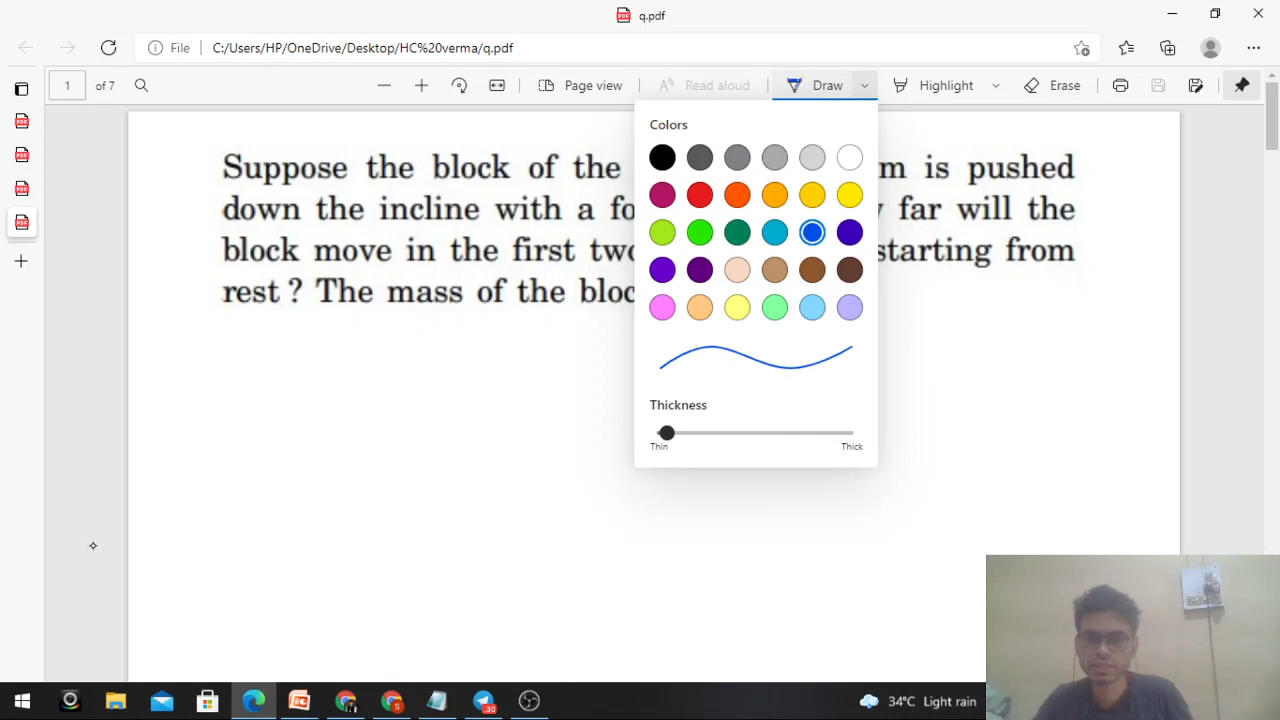 q.pdf
File C:/Users/HP/OneDrive/Desktop/HC%20verma/q.pdf
1 of 7 Page view Read aloud Draw Highlight Erase
Colors
Suppose the block of the m is pushed
down the incline with a fo far will the
block move in the first two starting from
rest ? The mass of the bloc
Thickness
Thin Thick
34°C Light rain